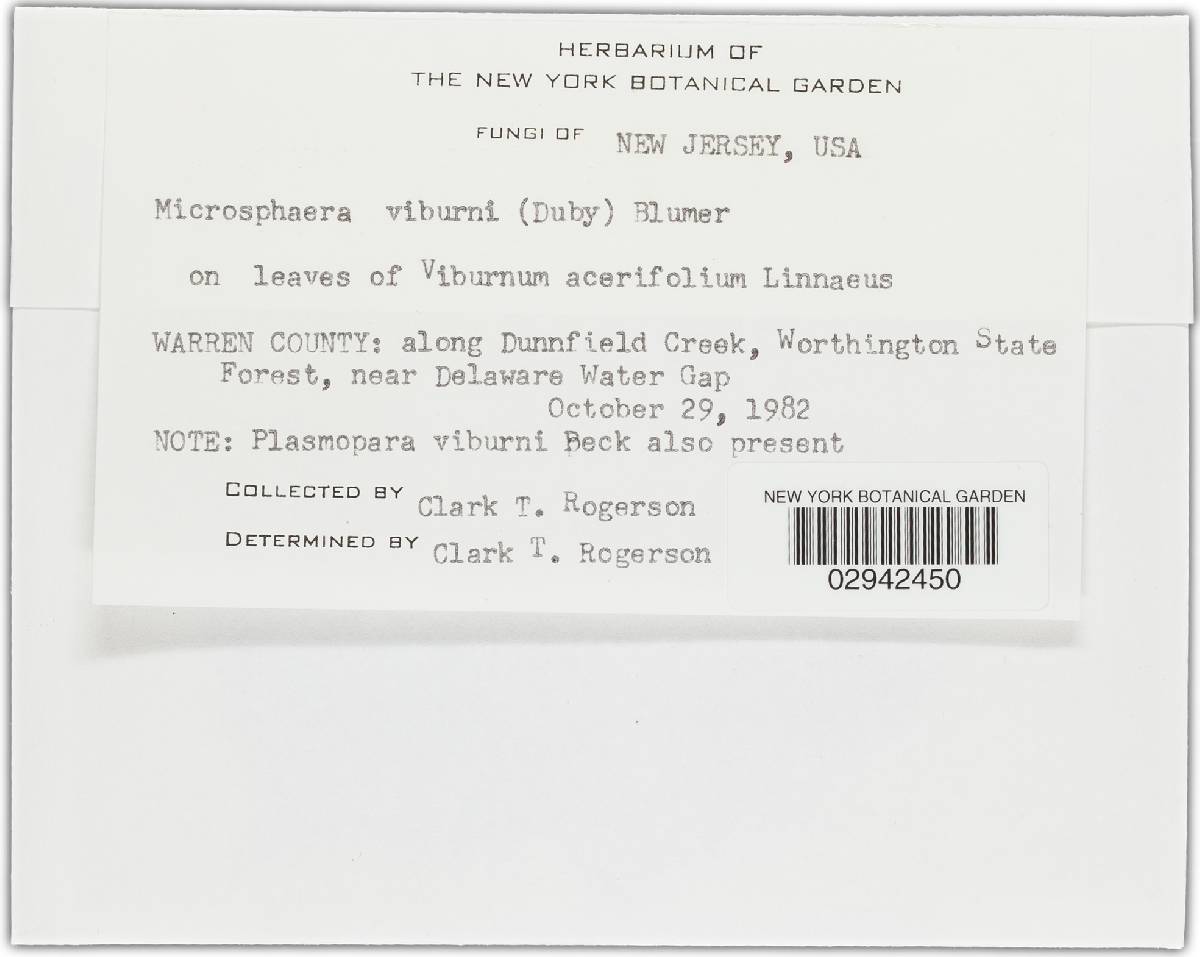 HERBARIUM OF
THE NEW YORK BOTANICAL GARDEN
FUNGI OF NEW JERSEY, USA
Microsphaera viburni (Duby) Blumer
on leaves of Viburnum acerifolium Linnaeus
WARREN COUNTY: along Dunnfield Creek, Worthington State
Forest, near Delaware Water Gap
October 29, 1982
NOTE: Plasmopara viburni Beck also present
COLLECTED BY Clark T. Rogerson
DETERMINED BY Clark T. Rogerson
NEW YORK BOTANICAL GARDEN
02942450